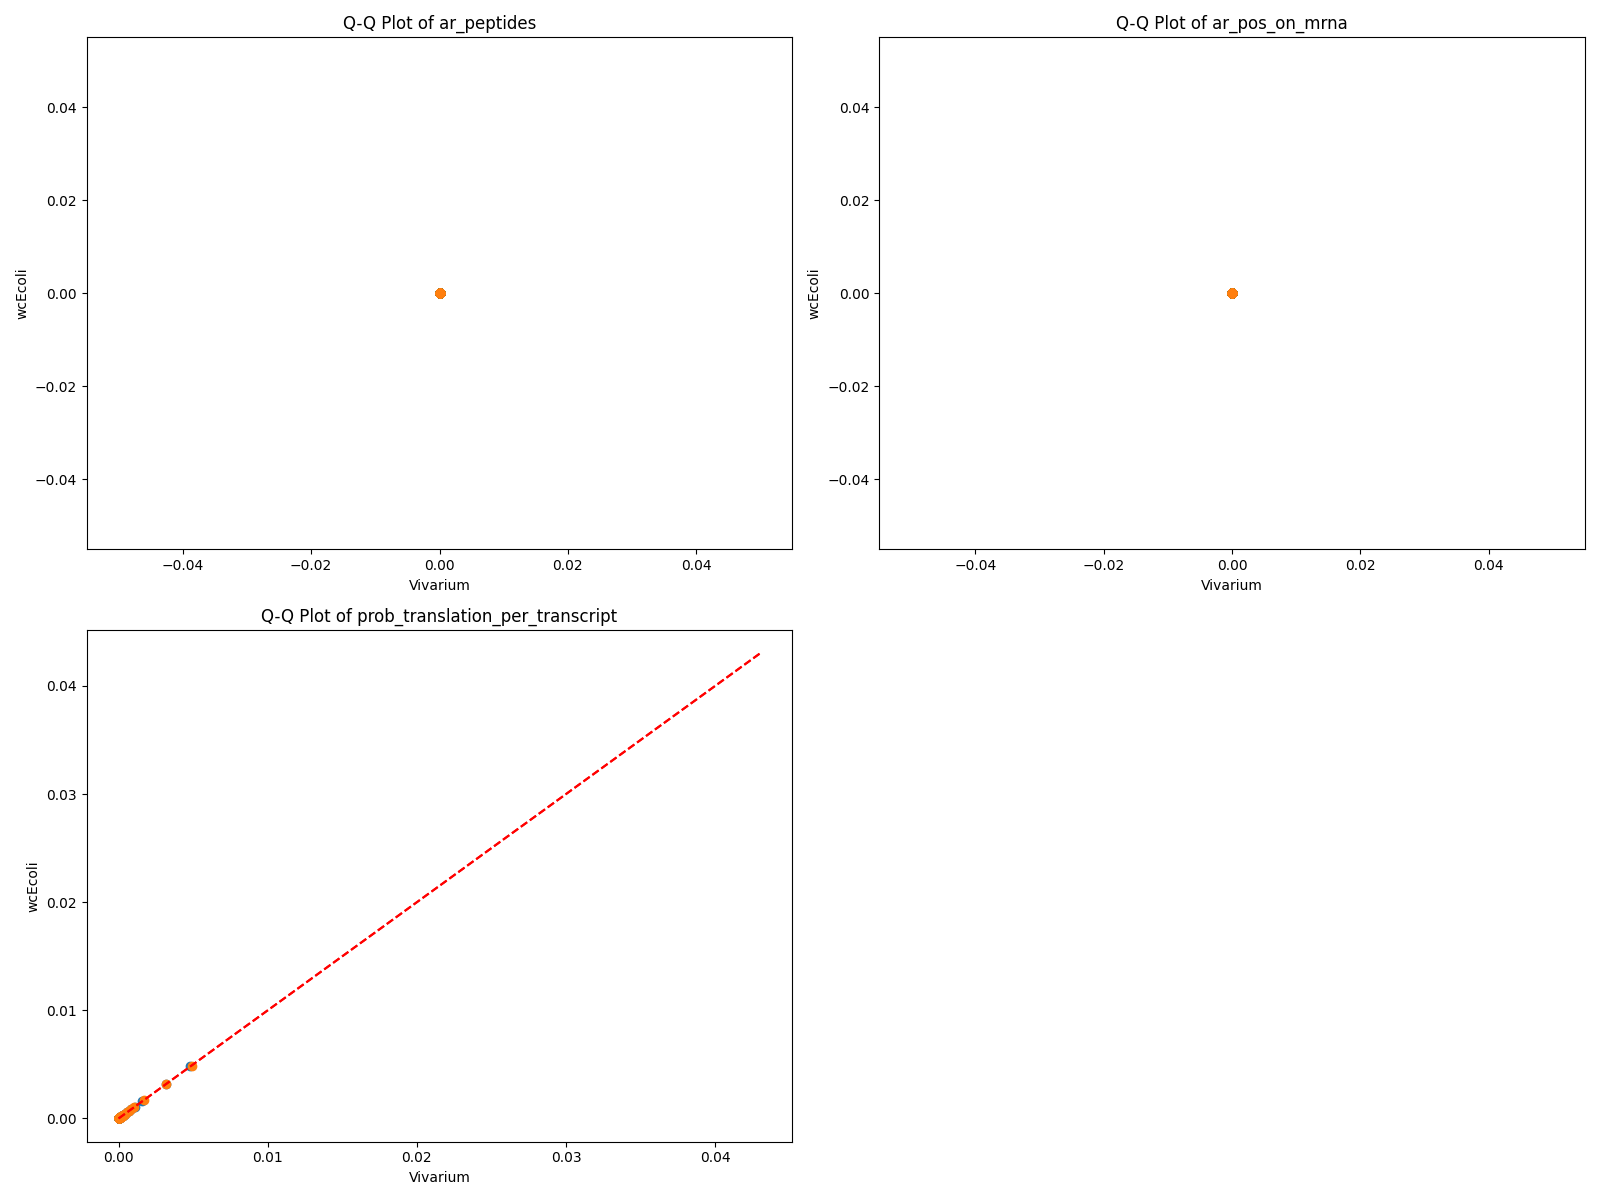 Q-Q Plot of ar_peptides
wcEcoli
0.04
0.02
0.00
−0.02
−0.04
−0.04 −0.02 0.00 0.02 0.04
Vivarium
Q-Q Plot of ar_pos_on_mrna
wcEcoli
0.04
0.02
0.00
−0.02
−0.04
−0.04 −0.02 0.00 0.02 0.04
Vivarium
Q-Q Plot of prob_translation_per_transcript
wcEcoli
0.04
0.03
0.02
0.01
0.00
0.00 0.01 0.02 0.03 0.04
Vivarium